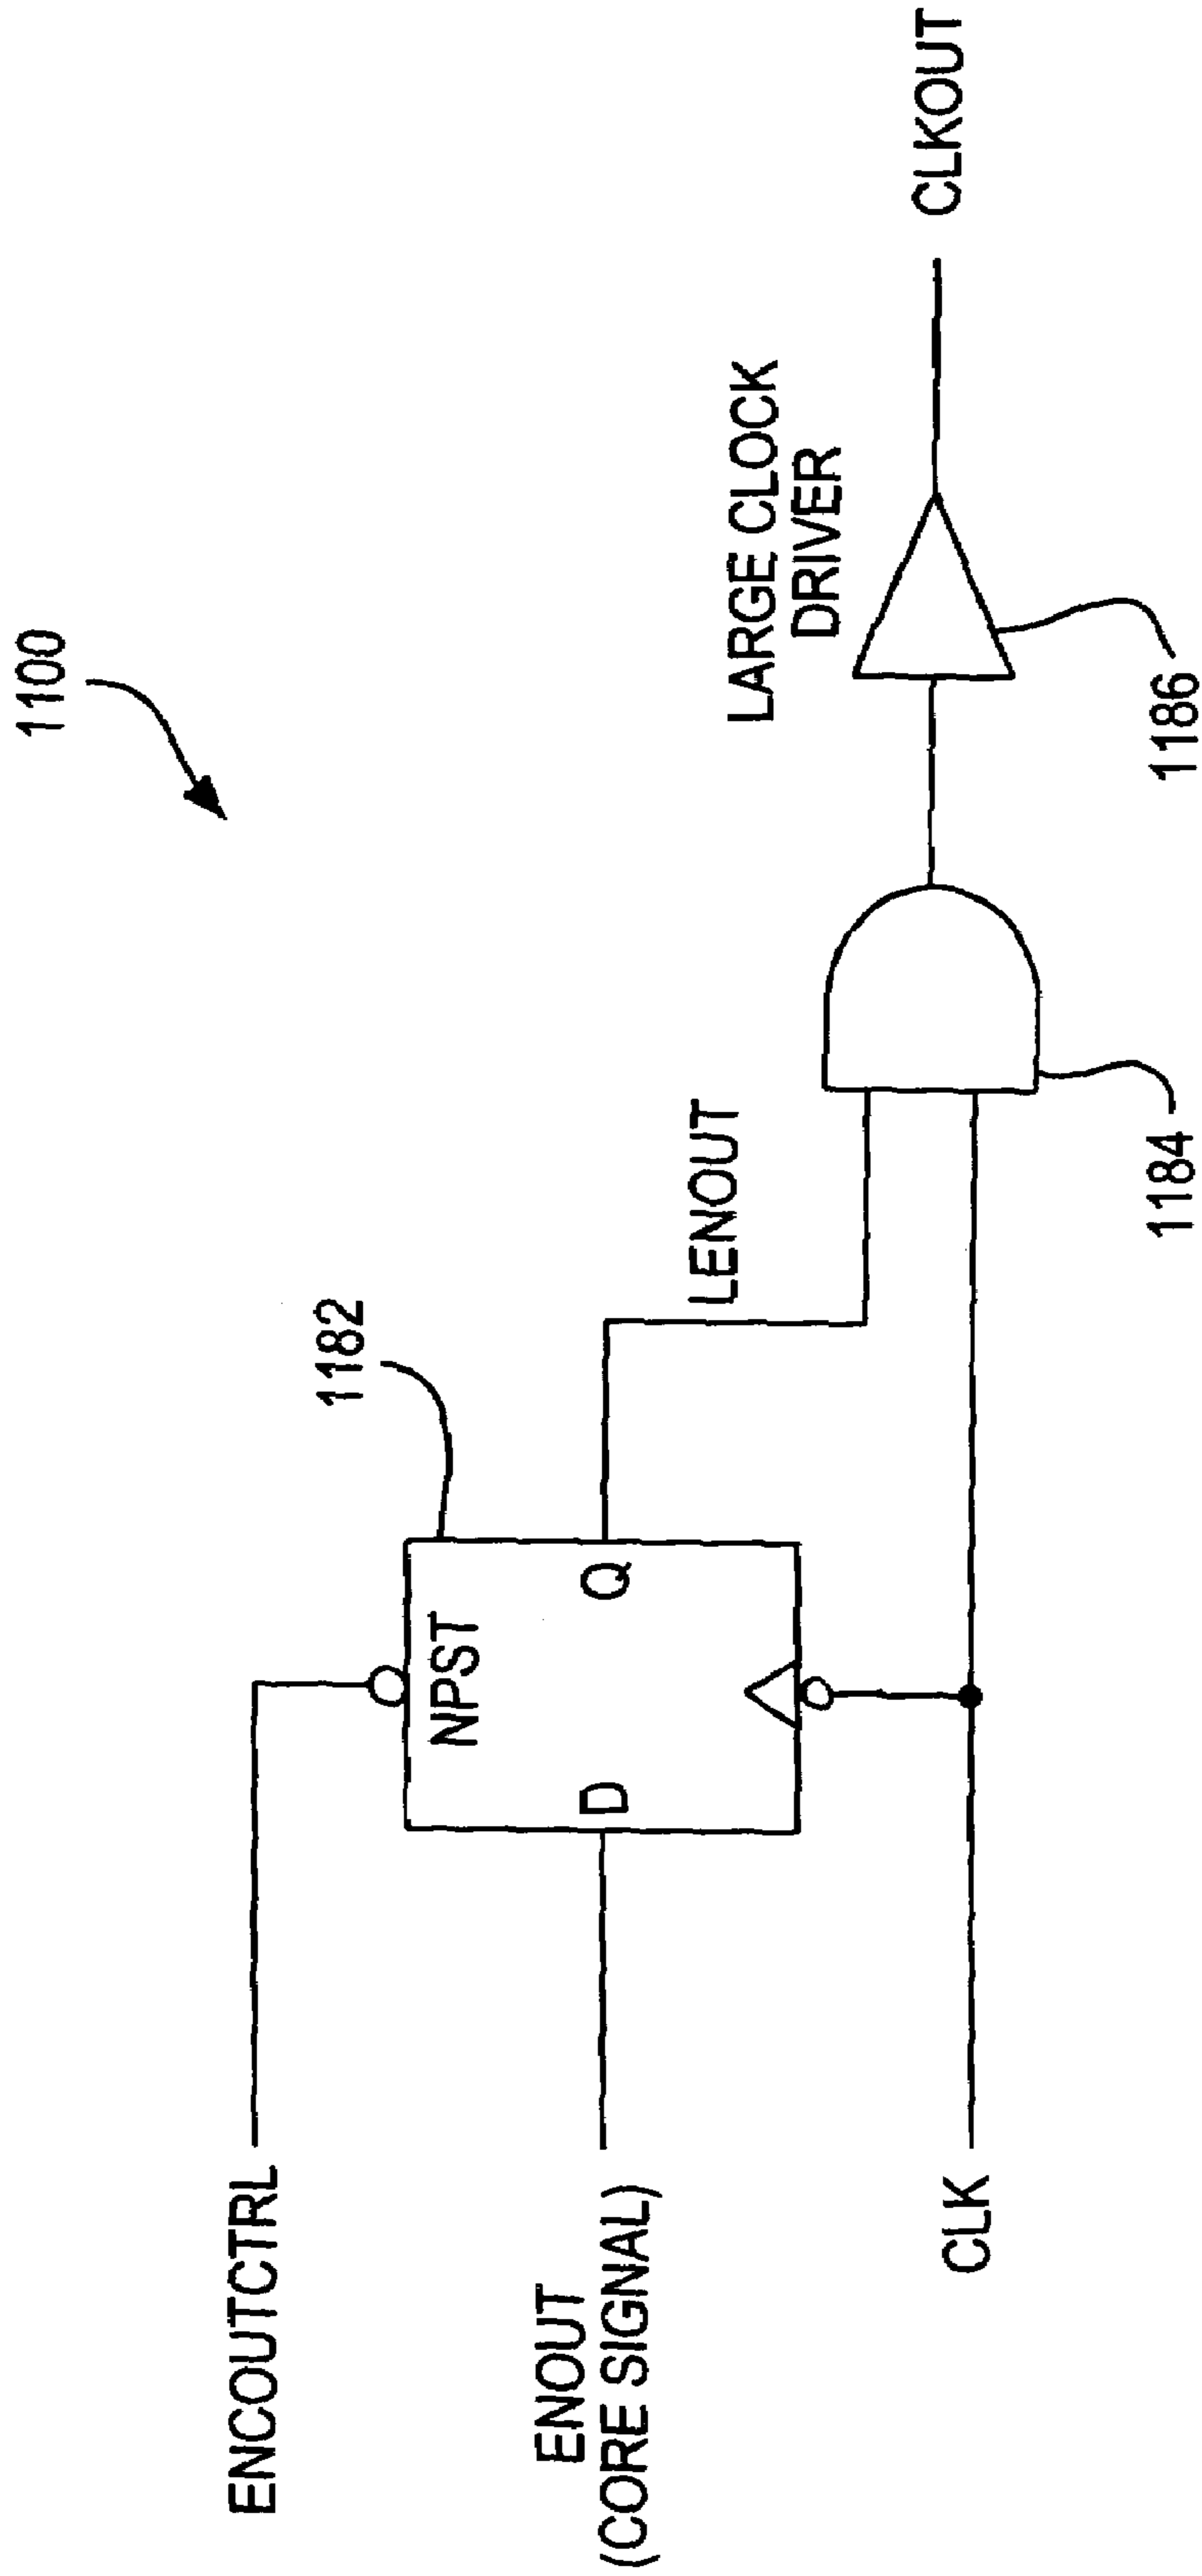 1100
ENCOUTCTRL
NPST
1182
ENOUT
(CORE SIGNAL)
D
Q
LENOUT
LARGE CLOCK
DRIVER
CLK
CLKOUT
1184
1186